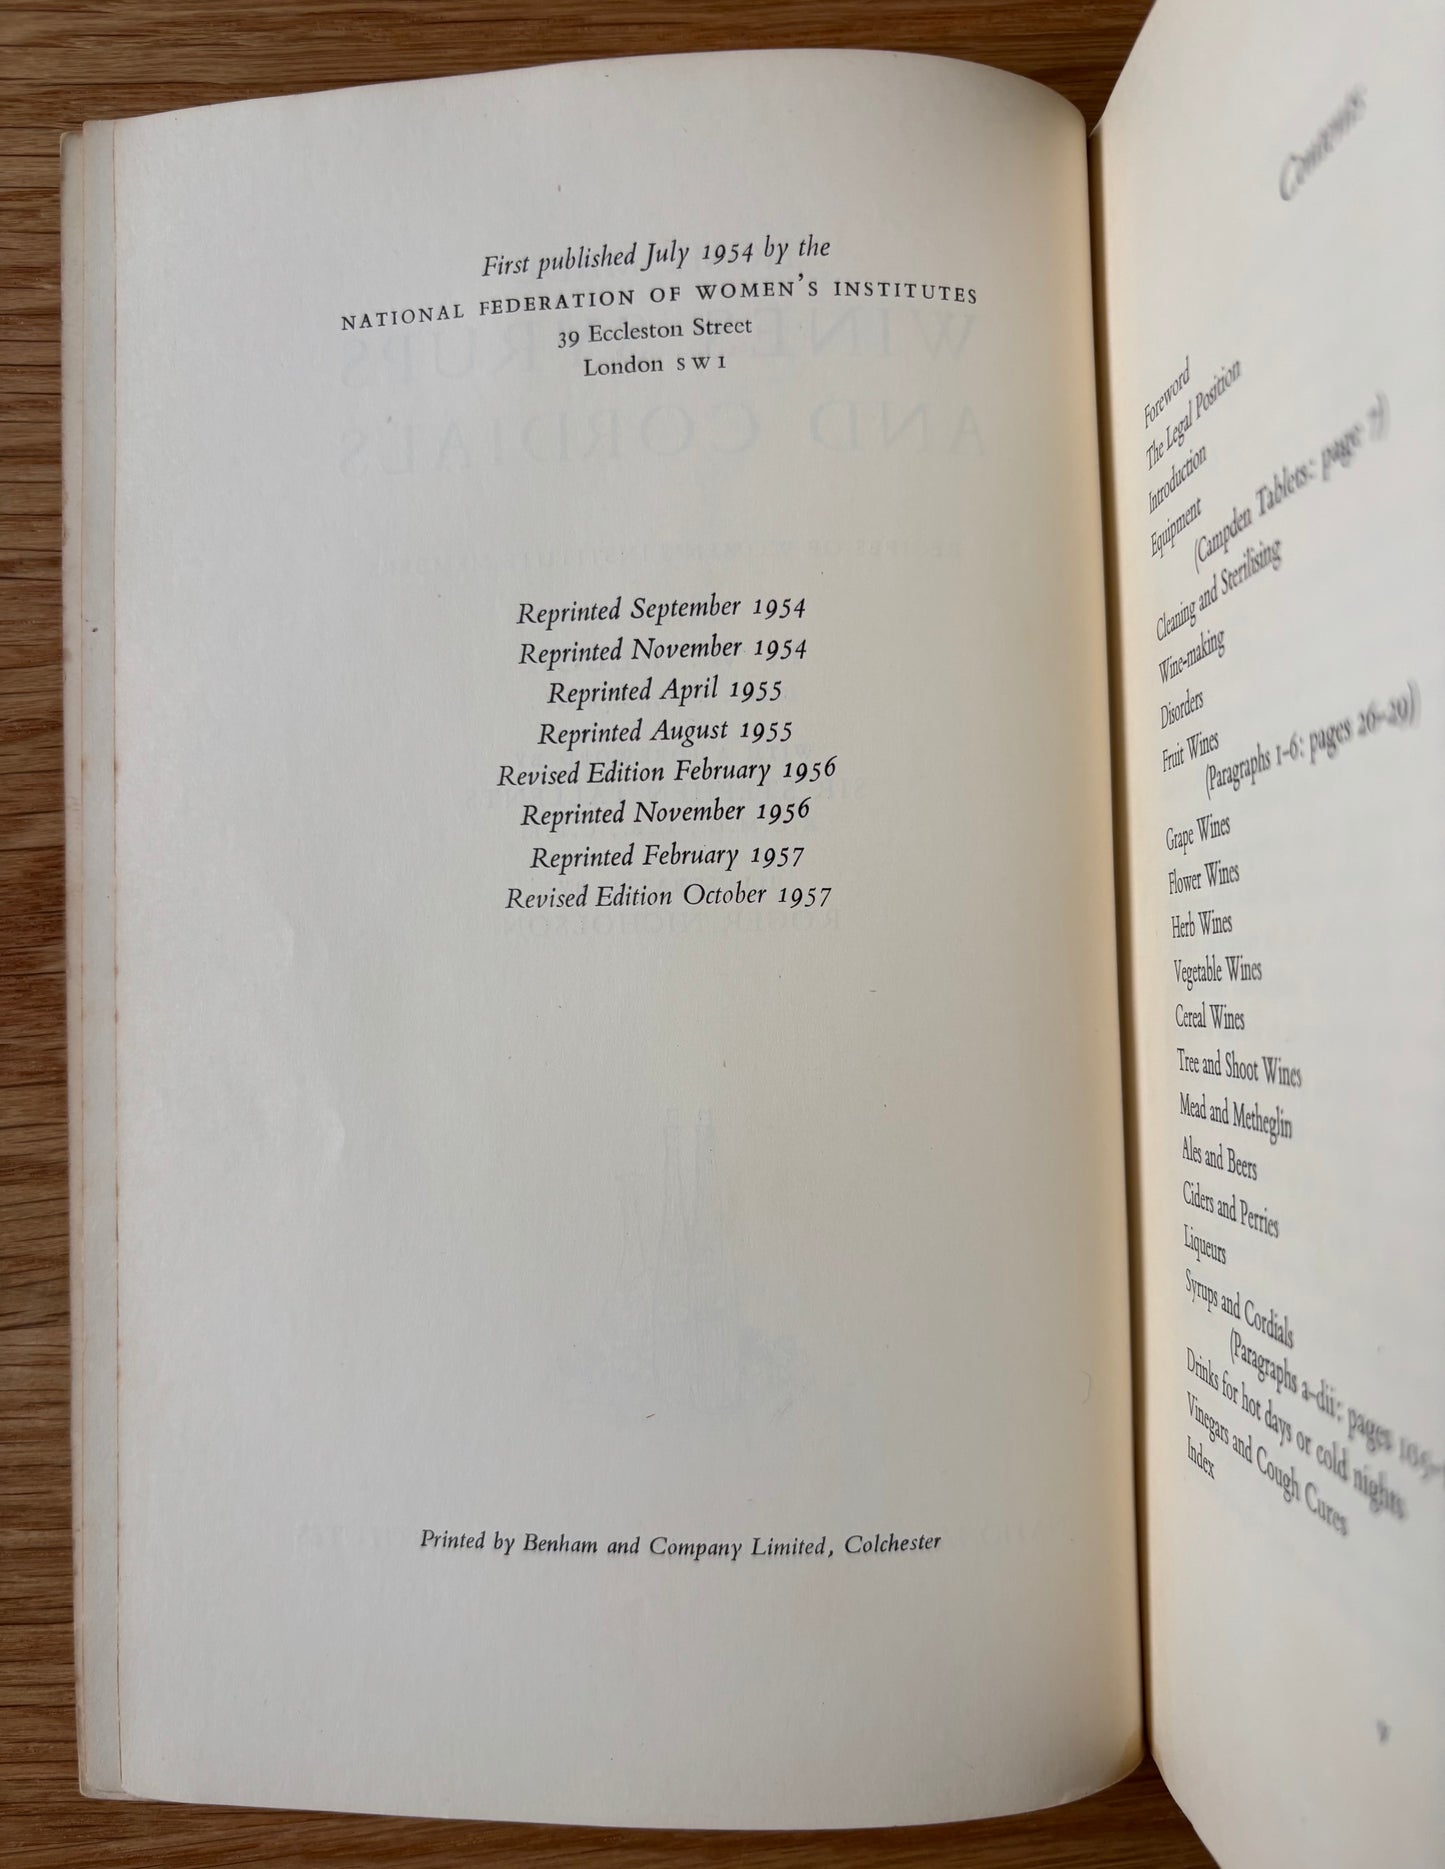 First published July 1954 by the
NATIONAL FEDERATION OF WOMEN'S INSTITUTES
39 Eccleston Street
London SW1
Reprinted September 1954
Reprinted November 1954
Reprinted April 1955
Reprinted August 1955
Revised Edition February 1956
Reprinted November 1956
Reprinted February 1957
Revised Edition October 1957
Printed by Benham and Company Limited, Colchester
Contents
Foreword
The Legal Position
Introduction
Equipment
(Campden Tablets: page 7)
Cleaning and Sterilising
Wine-making
Disorders
Fruit Wines
(Paragraphs 1-6: pages 26-29)
Grape Wines
Flower Wines
Herb Wines
Vegetable Wines
Cereal Wines
Tree and Shoot Wines
Mead and Metheglin
Ales and Beers
Ciders and Perries
Liqueurs
Syrups and Cordials
(Paragraphs a-dii: pages
Drinks for hot days or cold nights
Vinegars and Cough Cures
Index